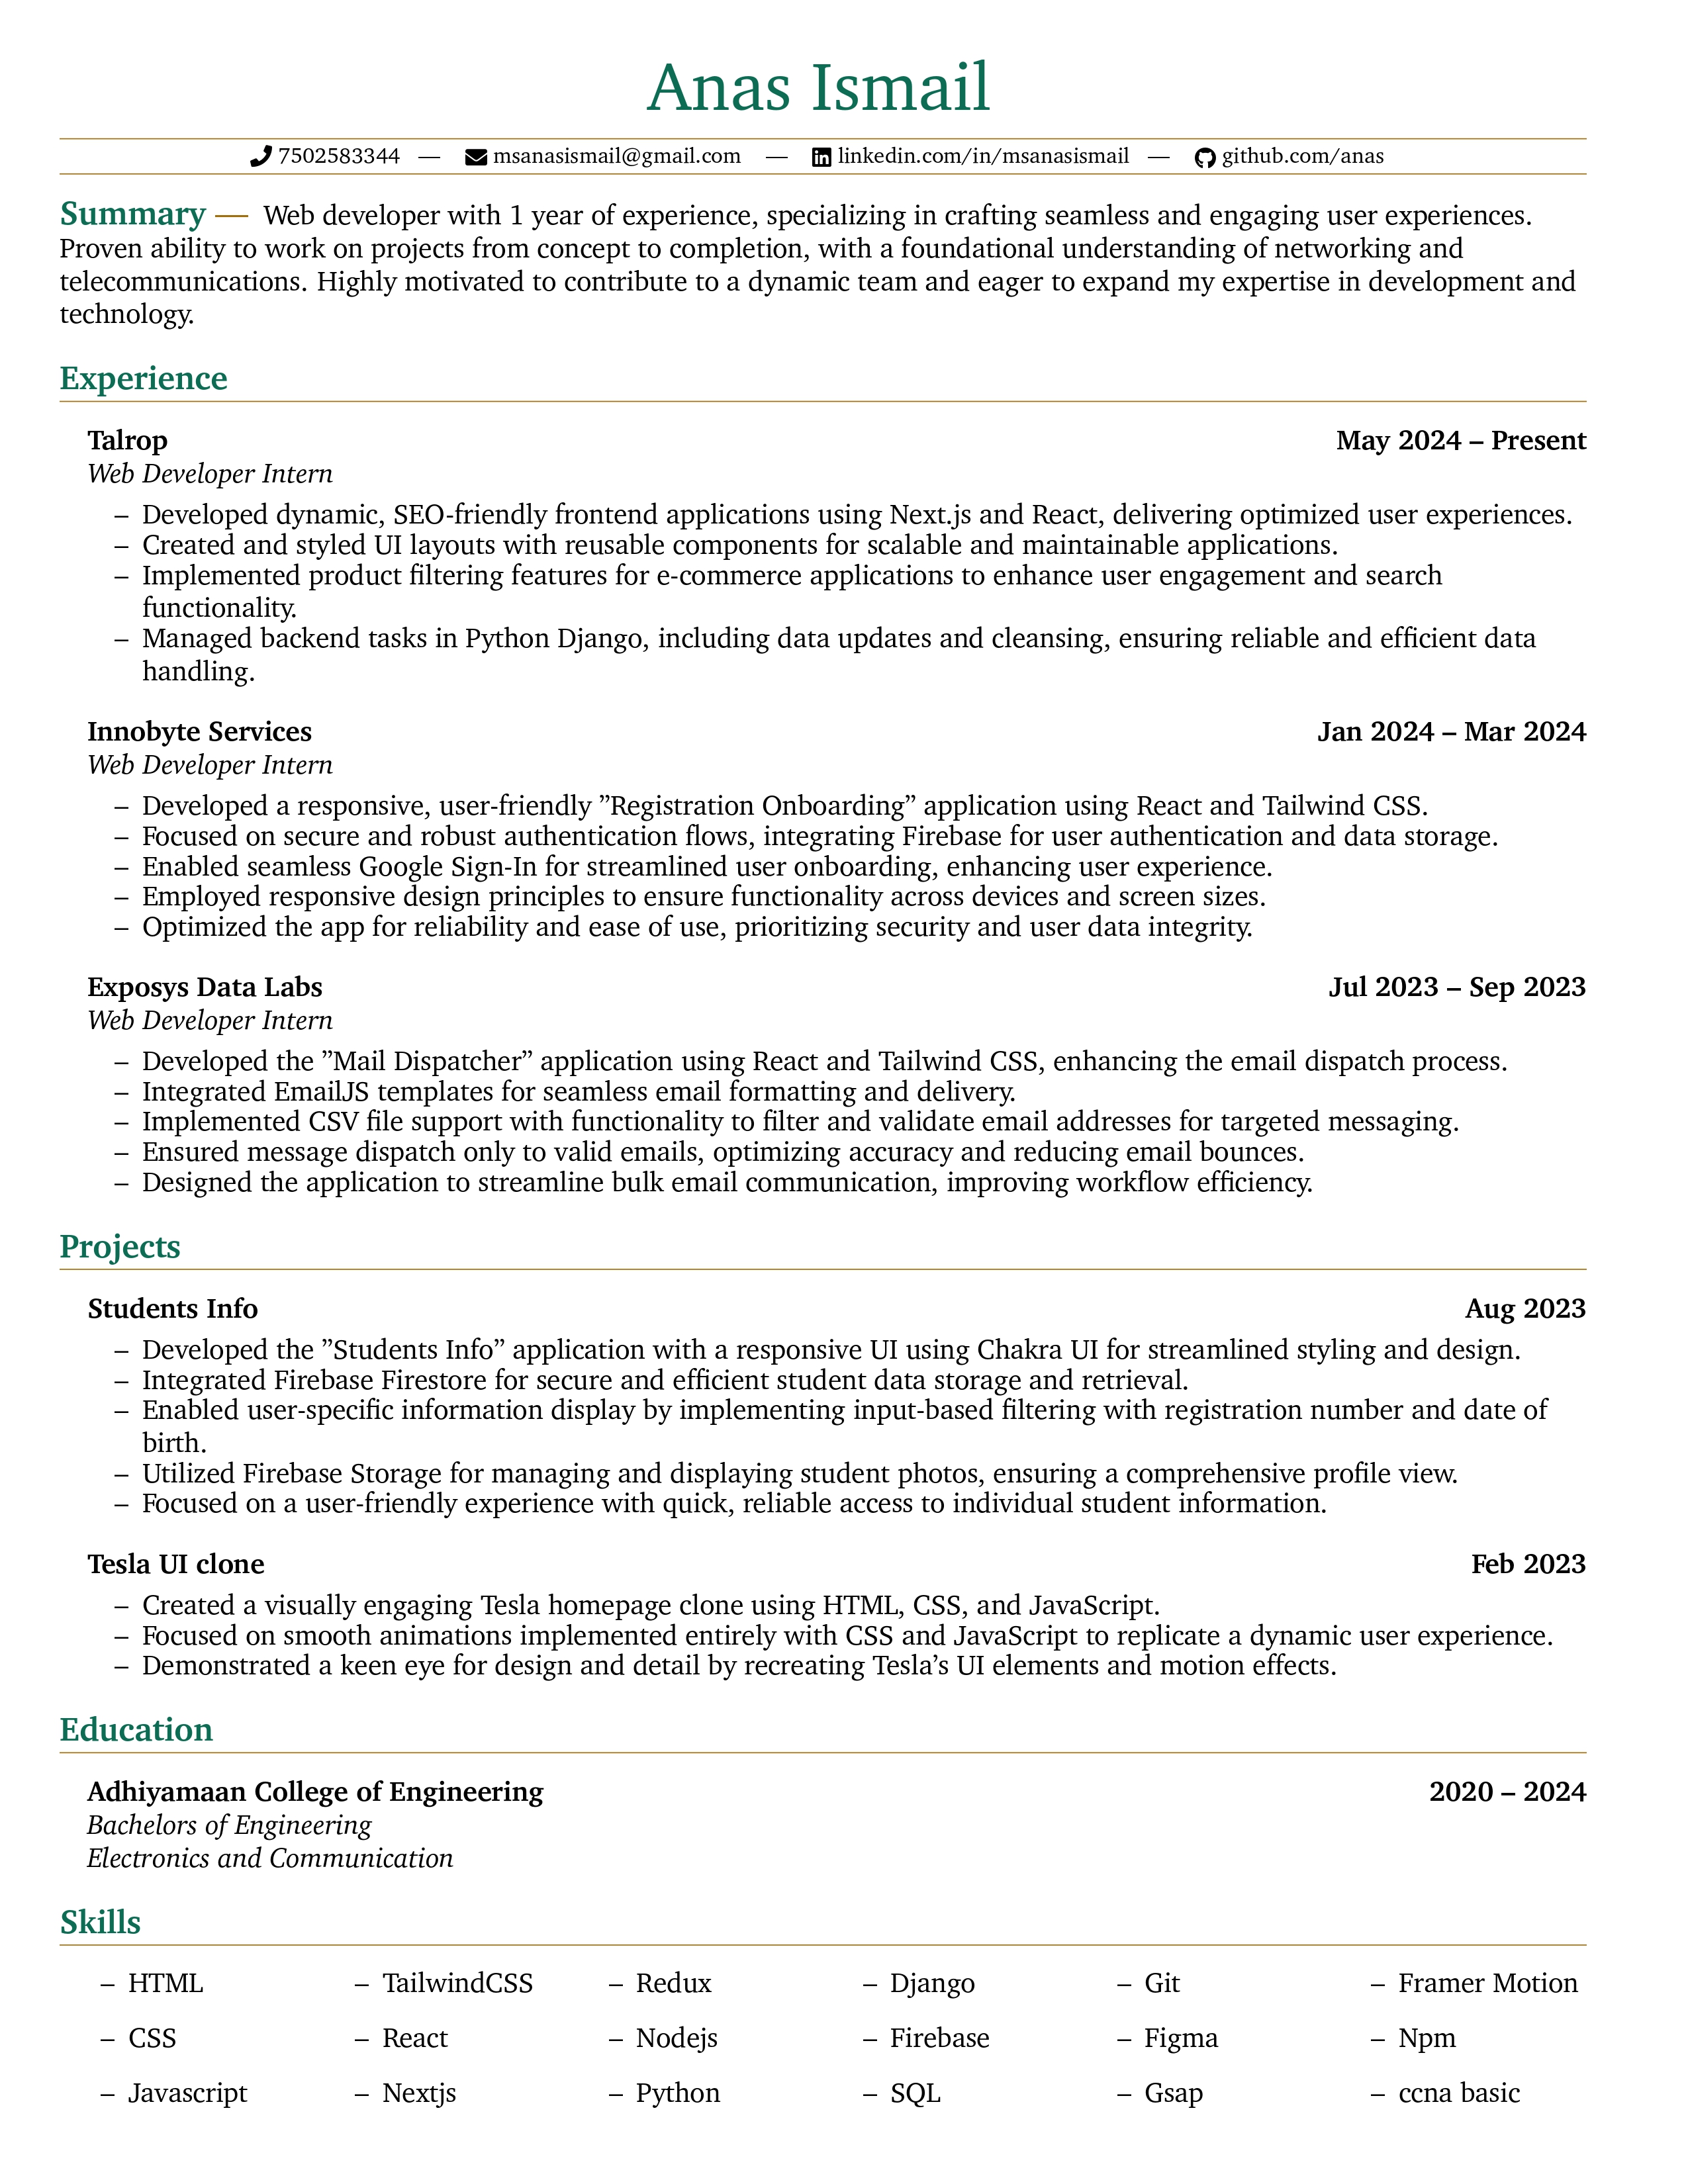 Anas Ismail
7502583344 — msanasismail@gmail.com — linkedin.com/in/msanasismail — github.com/anas
Summary — Web developer with 1 year of experience, specializing in crafting seamless and engaging user experiences.
Proven ability to work on projects from concept to completion, with a foundational understanding of networking and
telecommunications. Highly motivated to contribute to a dynamic team and eager to expand my expertise in development and
technology.
Experience
Talrop May 2024 – Present
Web Developer Intern
– Developed dynamic, SEO-friendly frontend applications using Next.js and React, delivering optimized user experiences.
– Created and styled UI layouts with reusable components for scalable and maintainable applications.
– Implemented product filtering features for e-commerce applications to enhance user engagement and search
functionality.
– Managed backend tasks in Python Django, including data updates and cleansing, ensuring reliable and efficient data
handling.
Innobyte Services Jan 2024 – Mar 2024
Web Developer Intern
– Developed a responsive, user-friendly ”Registration Onboarding” application using React and Tailwind CSS.
– Focused on secure and robust authentication flows, integrating Firebase for user authentication and data storage.
– Enabled seamless Google Sign-In for streamlined user onboarding, enhancing user experience.
– Employed responsive design principles to ensure functionality across devices and screen sizes.
– Optimized the app for reliability and ease of use, prioritizing security and user data integrity.
Exposys Data Labs Jul 2023 – Sep 2023
Web Developer Intern
– Developed the ”Mail Dispatcher” application using React and Tailwind CSS, enhancing the email dispatch process.
– Integrated EmailJS templates for seamless email formatting and delivery.
– Implemented CSV file support with functionality to filter and validate email addresses for targeted messaging.
– Ensured message dispatch only to valid emails, optimizing accuracy and reducing email bounces.
– Designed the application to streamline bulk email communication, improving workflow efficiency.
Projects
Students Info Aug 2023
– Developed the ”Students Info” application with a responsive UI using Chakra UI for streamlined styling and design.
– Integrated Firebase Firestore for secure and efficient student data storage and retrieval.
– Enabled user-specific information display by implementing input-based filtering with registration number and date of
birth.
– Utilized Firebase Storage for managing and displaying student photos, ensuring a comprehensive profile view.
– Focused on a user-friendly experience with quick, reliable access to individual student information.
Tesla UI clone Feb 2023
– Created a visually engaging Tesla homepage clone using HTML, CSS, and JavaScript.
– Focused on smooth animations implemented entirely with CSS and JavaScript to replicate a dynamic user experience.
– Demonstrated a keen eye for design and detail by recreating Tesla’s UI elements and motion effects.
Education
Adhiyamaan College of Engineering 2020 – 2024
Bachelors of Engineering
Electronics and Communication
Skills
– HTML – TailwindCSS – Redux – Django – Git – Framer Motion
– CSS – React – Nodejs – Firebase – Figma – Npm
– Javascript – Nextjs – Python – SQL – Gsap – ccna basic